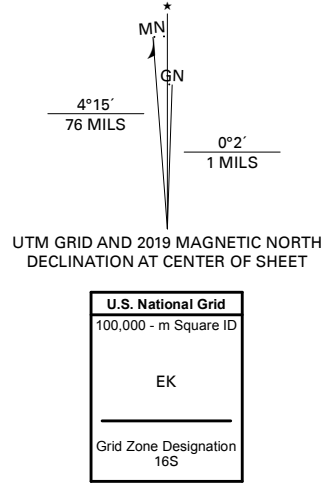 ★
MN
GN
4°15´
76 MILS
0°2´
1 MILS
UTM GRID AND 2019 MAGNETIC NORTH
DECLINATION AT CENTER OF SHEET
U.S. National Grid
100,000 - m Square ID
EK
Grid Zone Designation
16S